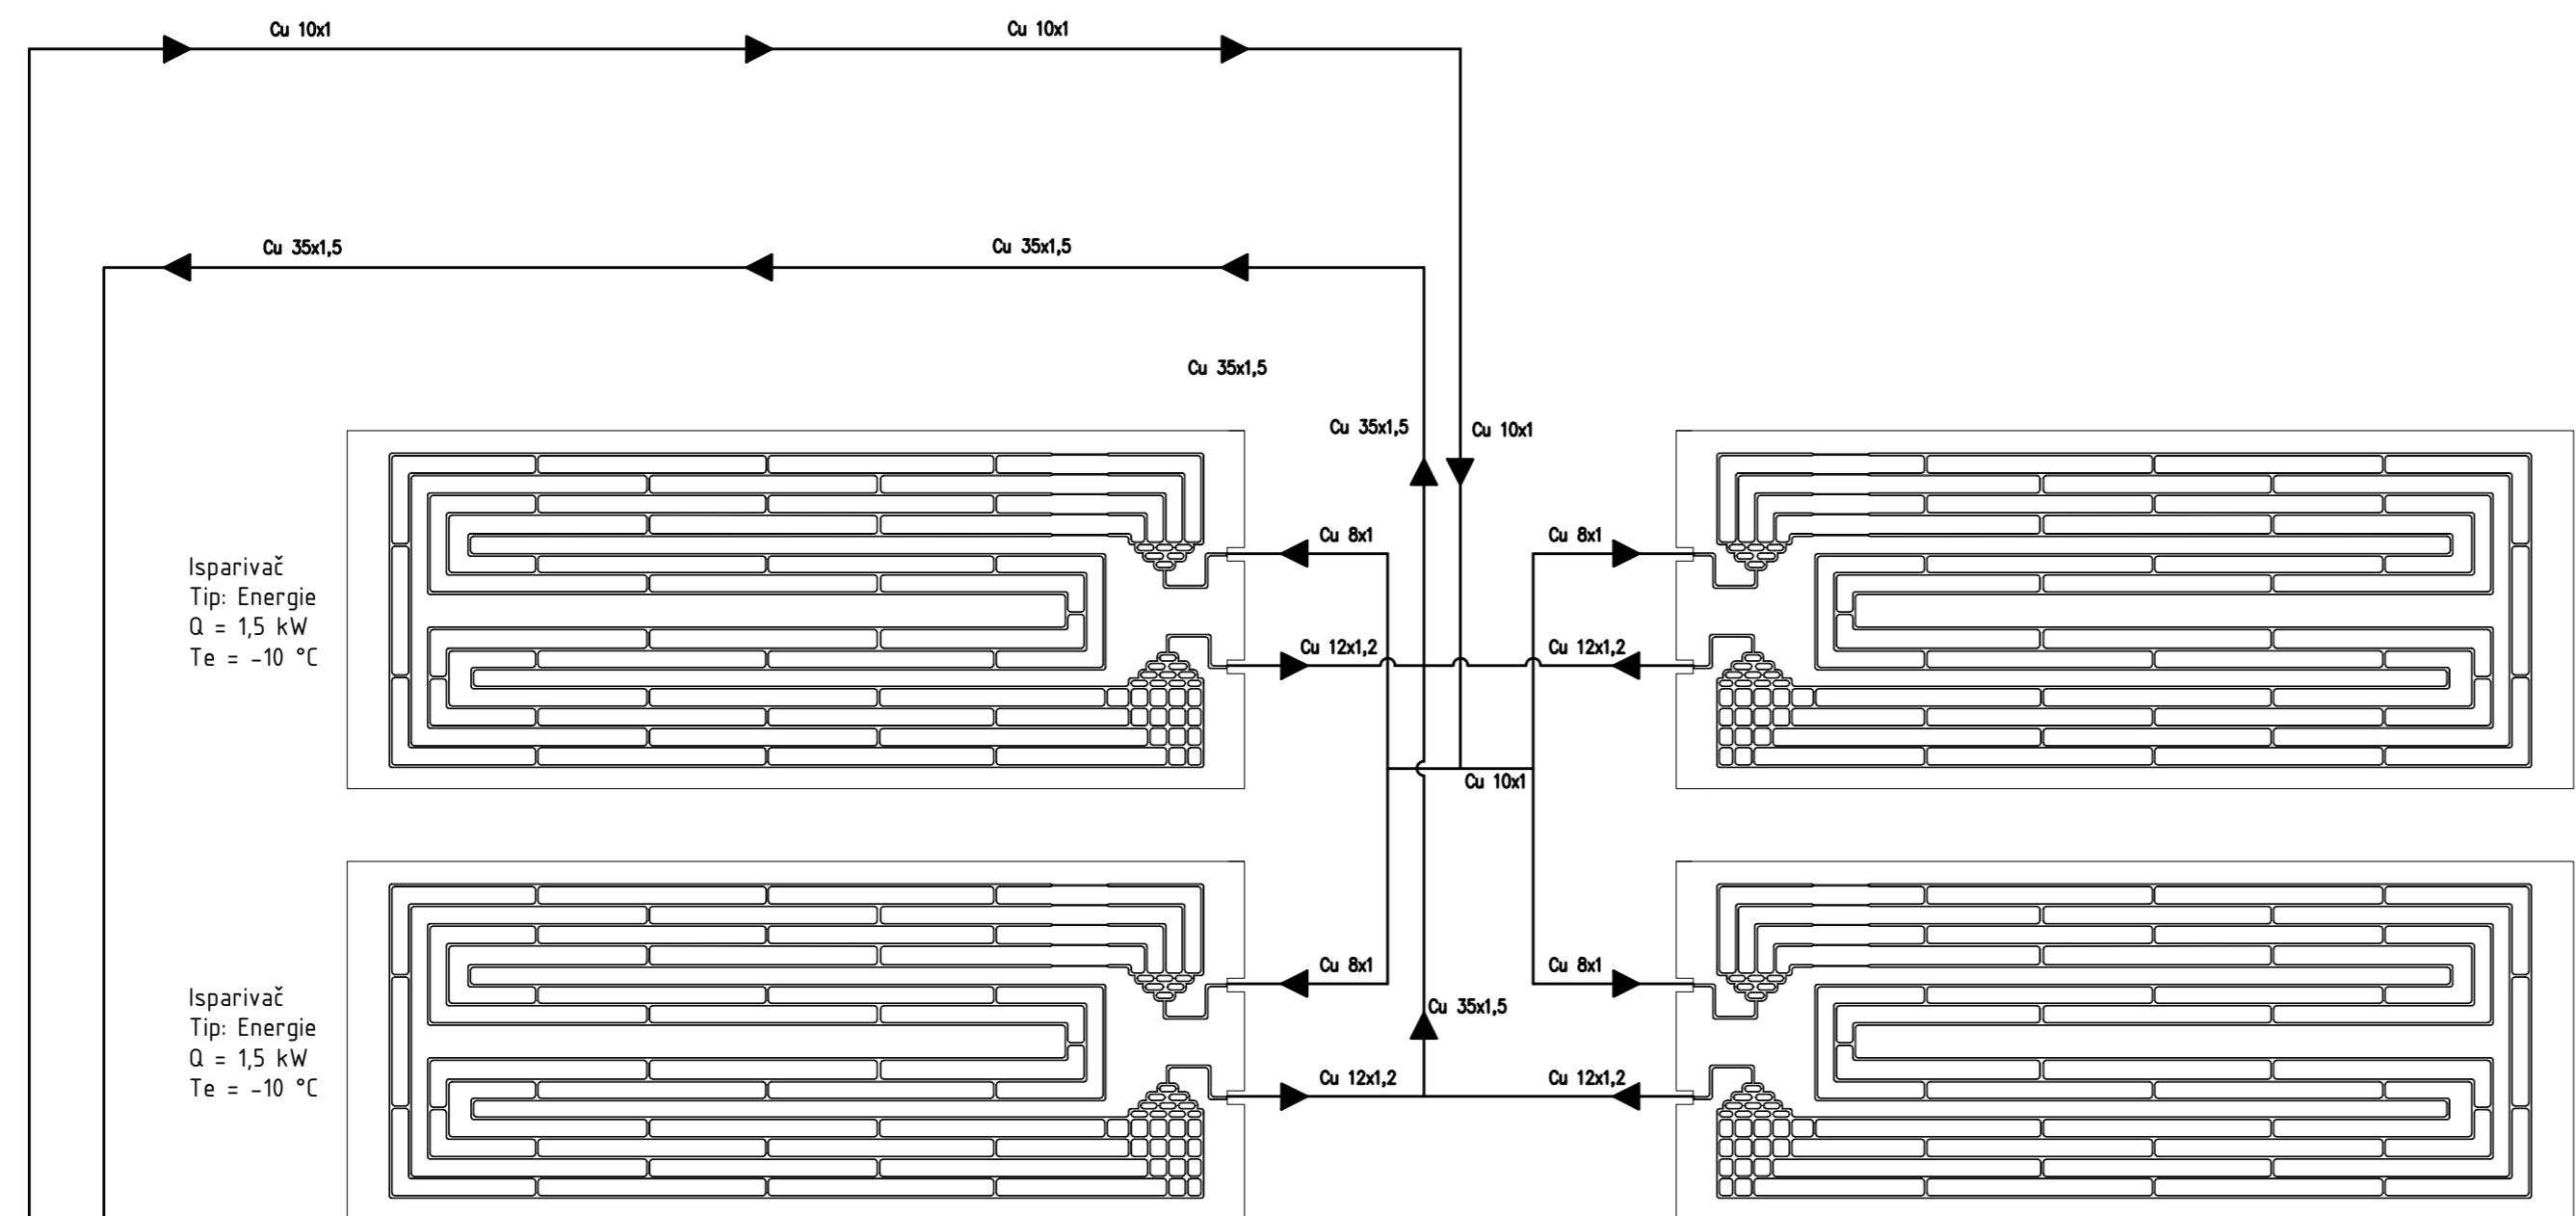 Cu 10x1
Cu 10x1
Cu 35x1,5
Cu 35x1,5
Cu 35x1,5
Cu 35x1,5
Cu 10x1
Cu 8x1
Cu 8x1
Isparivač
Tip: Energie
Q = 1,5 kW
Te = -10 °C
Cu 12x1,2
Cu 12x1,2
Cu 10x1
Cu 8x1
Cu 8x1
Isparivač
Tip: Energie
Q = 1,5 kW
Te = -10 °C
Cu 35x1,5
Cu 12x1,2
Cu 12x1,2